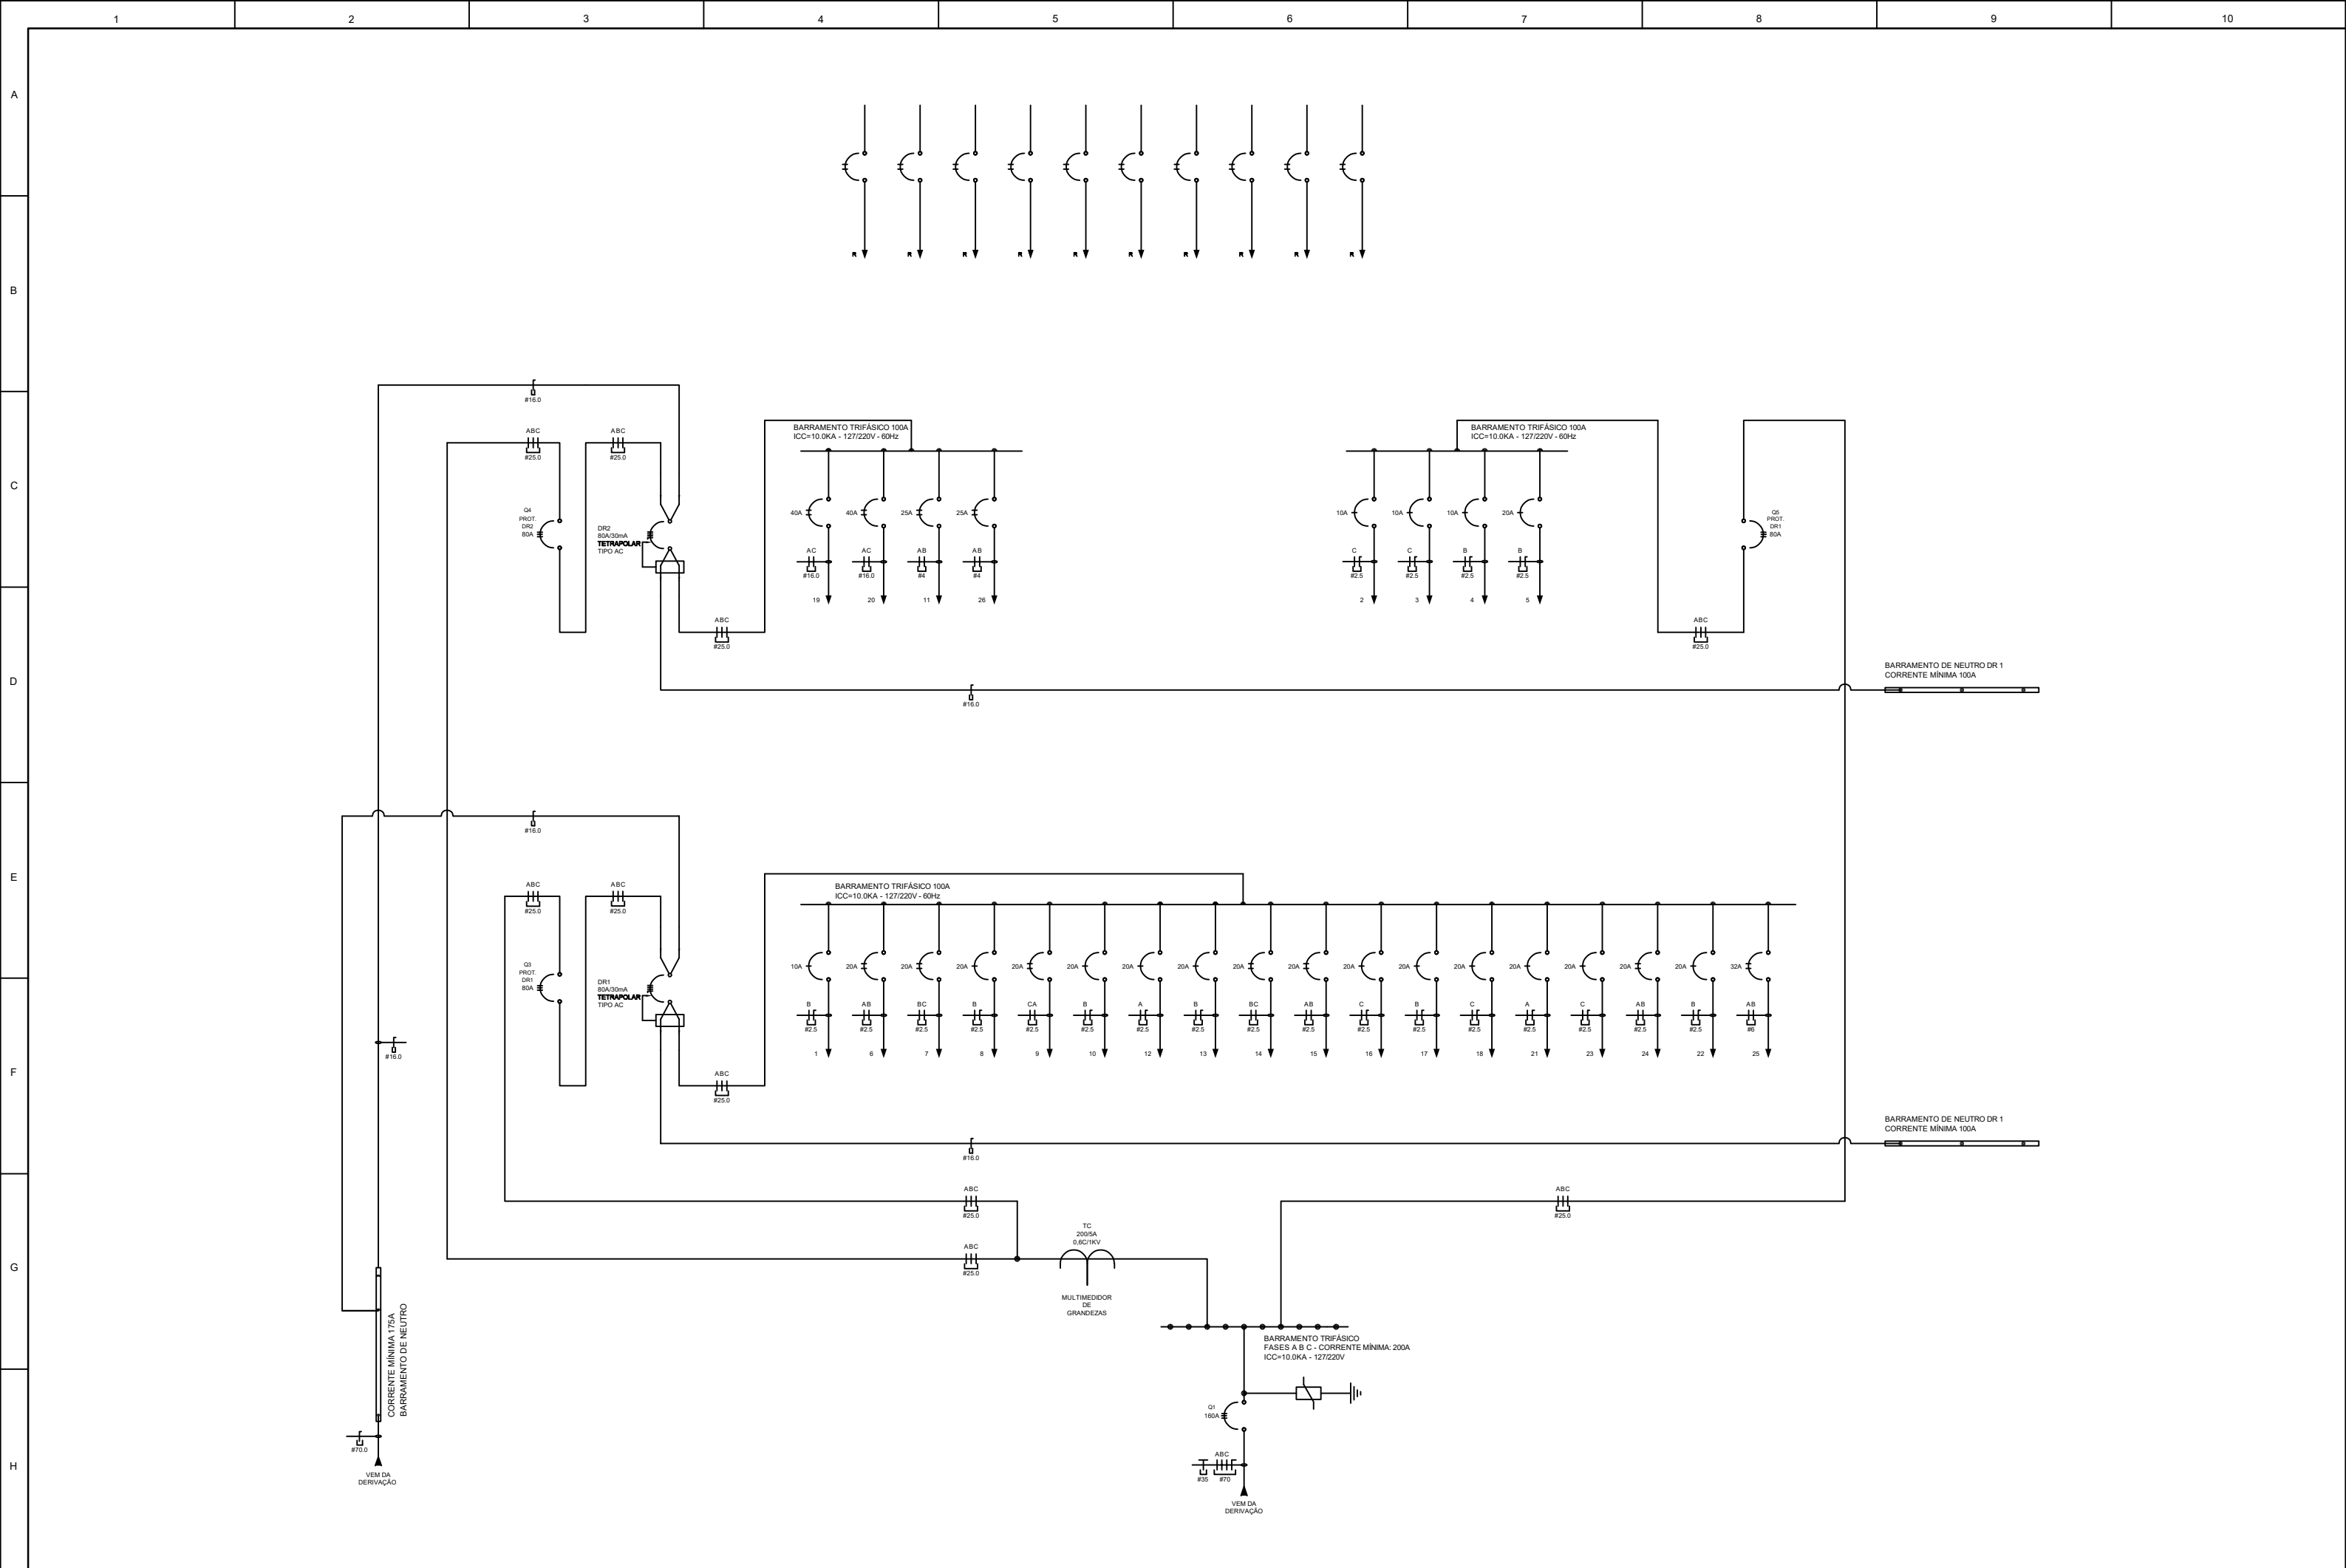 1 2 3 4 5 6 7 8 9 10
A
R R R R R R R R R R
B
#16.0
ABC ABC
#25.0 #25.0
BARRAMENTO TRIFÁSICO 100A
ICC=10.0KA - 127/220V - 60Hz
BARRAMENTO TRIFÁSICO 100A
ICC=10.0KA - 127/220V - 60Hz
C
Q4
PROT.
DR2
80A
DR2
80A/30mA
TETRAPOLAR
TIPO AC
40A 40A 25A 25A
AC AC AB AB
#16.0 #16.0 #4 #4
19 20 11 26
10A 10A 10A 20A
C C B B
#2.5 #2.5 #2.5 #2.5
2 3 4 5
Q5
PROT.
DR1
80A
ABC
#25.0
ABC
#25.0
D
#16.0
BARRAMENTO DE NEUTRO DR 1
CORRENTE MÍNIMA 100A
#16.0
E
ABC ABC
#25.0 #25.0
BARRAMENTO TRIFÁSICO 100A
ICC=10.0KA - 127/220V - 60Hz
Q3
PROT.
DR1
80A
DR1
80A/30mA
TETRAPOLAR
TIPO AC
10A 20A 20A 20A 20A 20A 20A 20A 20A 20A 20A 20A 20A 20A 20A 20A 20A 32A
B AB BC B CA B A B BC AB C B C A C AB B AB
#2.5 #2.5 #2.5 #2.5 #2.5 #2.5 #2.5 #2.5 #2.5 #2.5 #2.5 #2.5 #2.5 #2.5 #2.5 #2.5 #2.5 #6
1 6 7 8 9 10 12 13 14 15 16 17 18 21 23 24 22 25
#16.0
F
ABC
#25.0
#16.0
BARRAMENTO DE NEUTRO DR 1
CORRENTE MÍNIMA 100A
ABC
#25.0
ABC
#25.0
ABC
#25.0
TC
200/5A
0,6C/1KV
MULTIMEDIDOR
DE
GRANDEZAS
G
CORRENTE MÍNIMA 175A
BARRAMENTO DE NEUTRO
BARRAMENTO TRIFÁSICO
FASES A B C - CORRENTE MÍNIMA: 200A
ICC=10.0KA - 127/220V
Q1
160A
#70.0
VEM DA
DERIVAÇÃO
H
ABC
#35 #70
VEM DA
DERIVAÇÃO